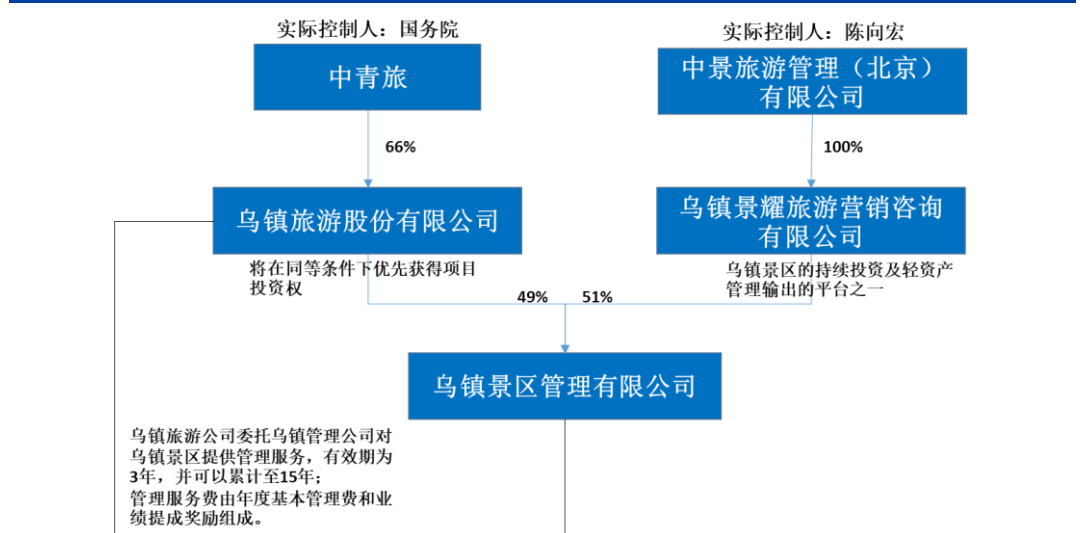 实际控制人：国务院
中青旅
实际控制人：陈向宏
中景旅游管理（北京）
有限公司
66%
100%
乌镇旅游股份有限公司
乌镇景耀旅游营销咨询
有限公司
将在同等条件下优先获得项目
投资权
乌镇景区的持续投资及轻资产
管理输出的平台之一
49%
51%
乌镇景区管理有限公司
乌镇旅游公司委托乌镇管理公司对
乌镇景区提供管理服务，有效期为
3年，并可以累计至15年；
管理服务费由年度基本管理费和业
绩提成奖励组成。